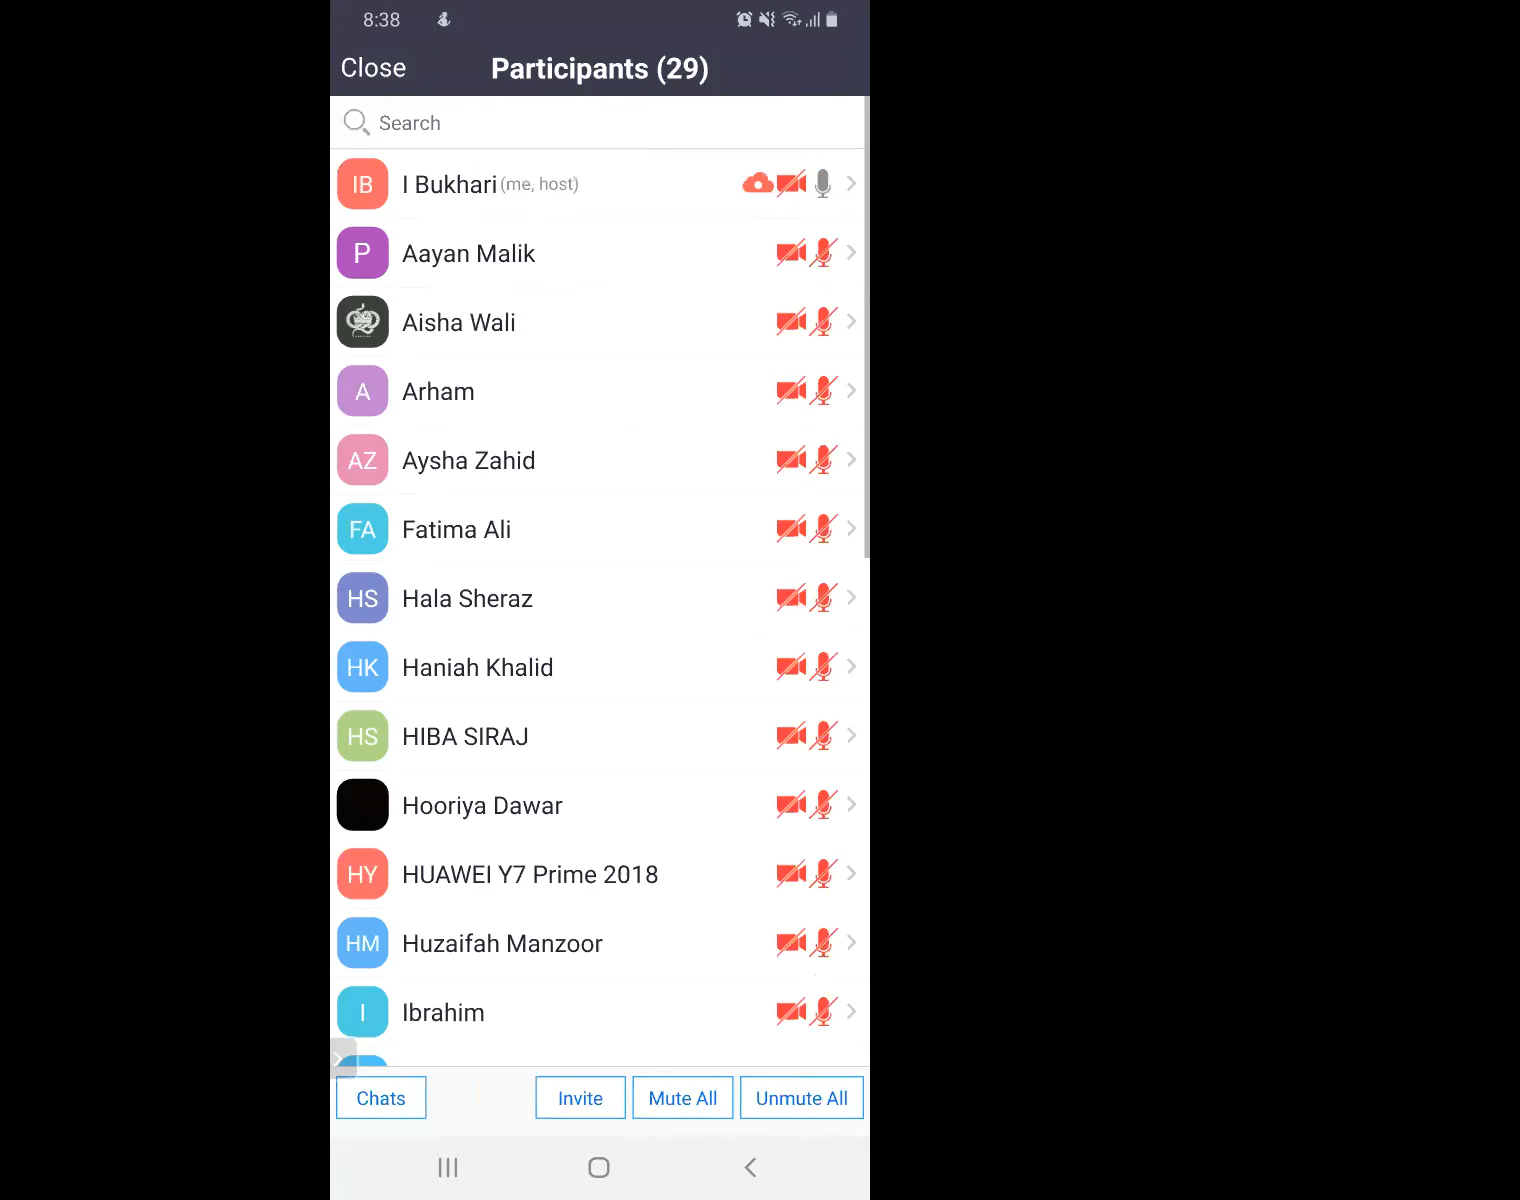 8:38
Close Participants (29)
Search
IB I Bukhari (me, host)
P Aayan Malik
Aisha Wali
A Arham
AZ Aysha Zahid
FA Fatima Ali
HS Hala Sheraz
HK Haniah Khalid
HS HIBA SIRAJ
Hooriya Dawar
HY HUAWEI Y7 Prime 2018
HM Huzaifah Manzoor
I Ibrahim
Chats Invite Mute All Unmute All